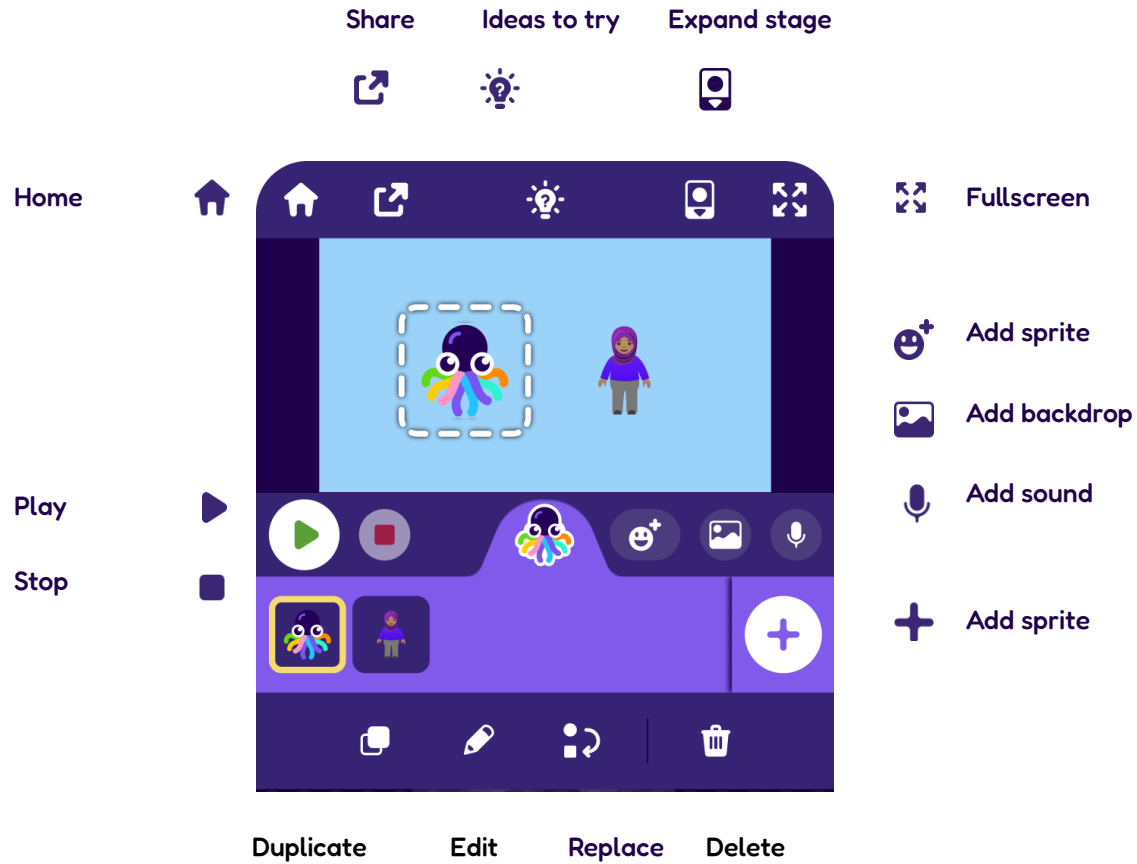 Share
Ideas to try
Expand stage
Home
Fullscreen
Add sprite
Add backdrop
Add sound
Play
Stop
Add sprite
Duplicate
Edit
Replace
Delete